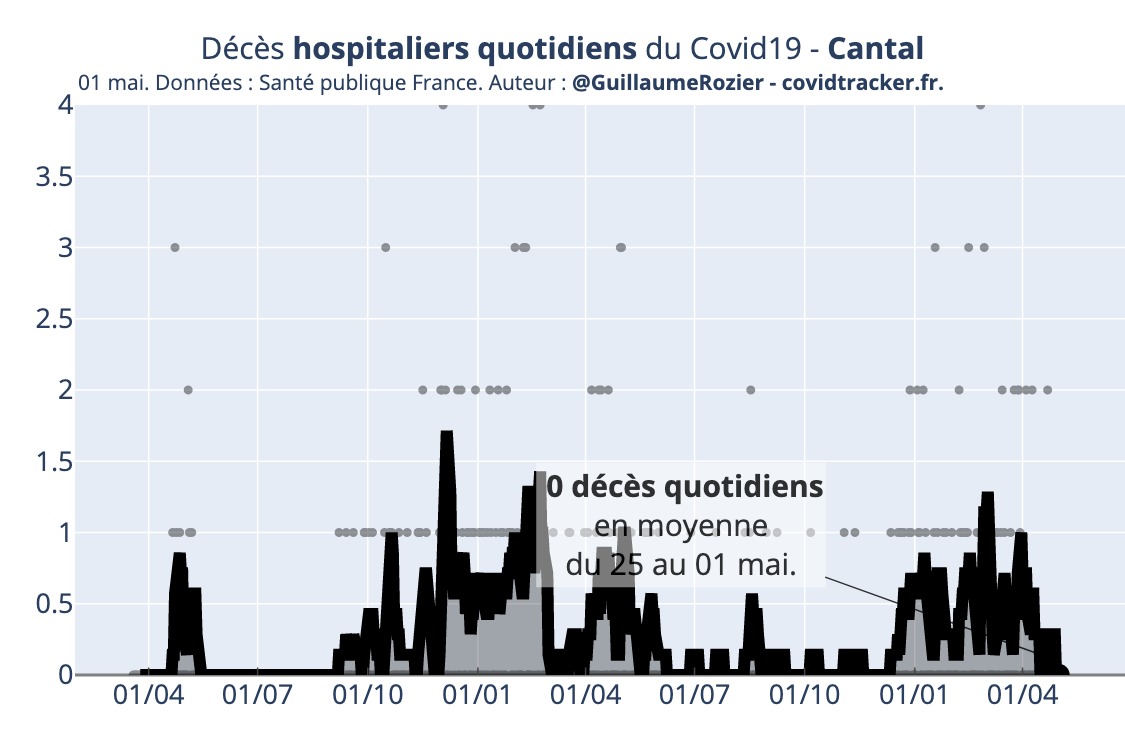 Décès hospitaliers quotidiens du Covid19 - Cantal
01 mai. Données : Santé publique France. Auteur : @GuillaumeRozier - covidtracker.fr.
4
3.5
3
2.5
2
1.5
1
0.5
0
0 décès quotidiens
en moyenne
du 25 au 01 mai.
01/04 01/07 01/10 01/01 01/04 01/07 01/10 01/01 01/04